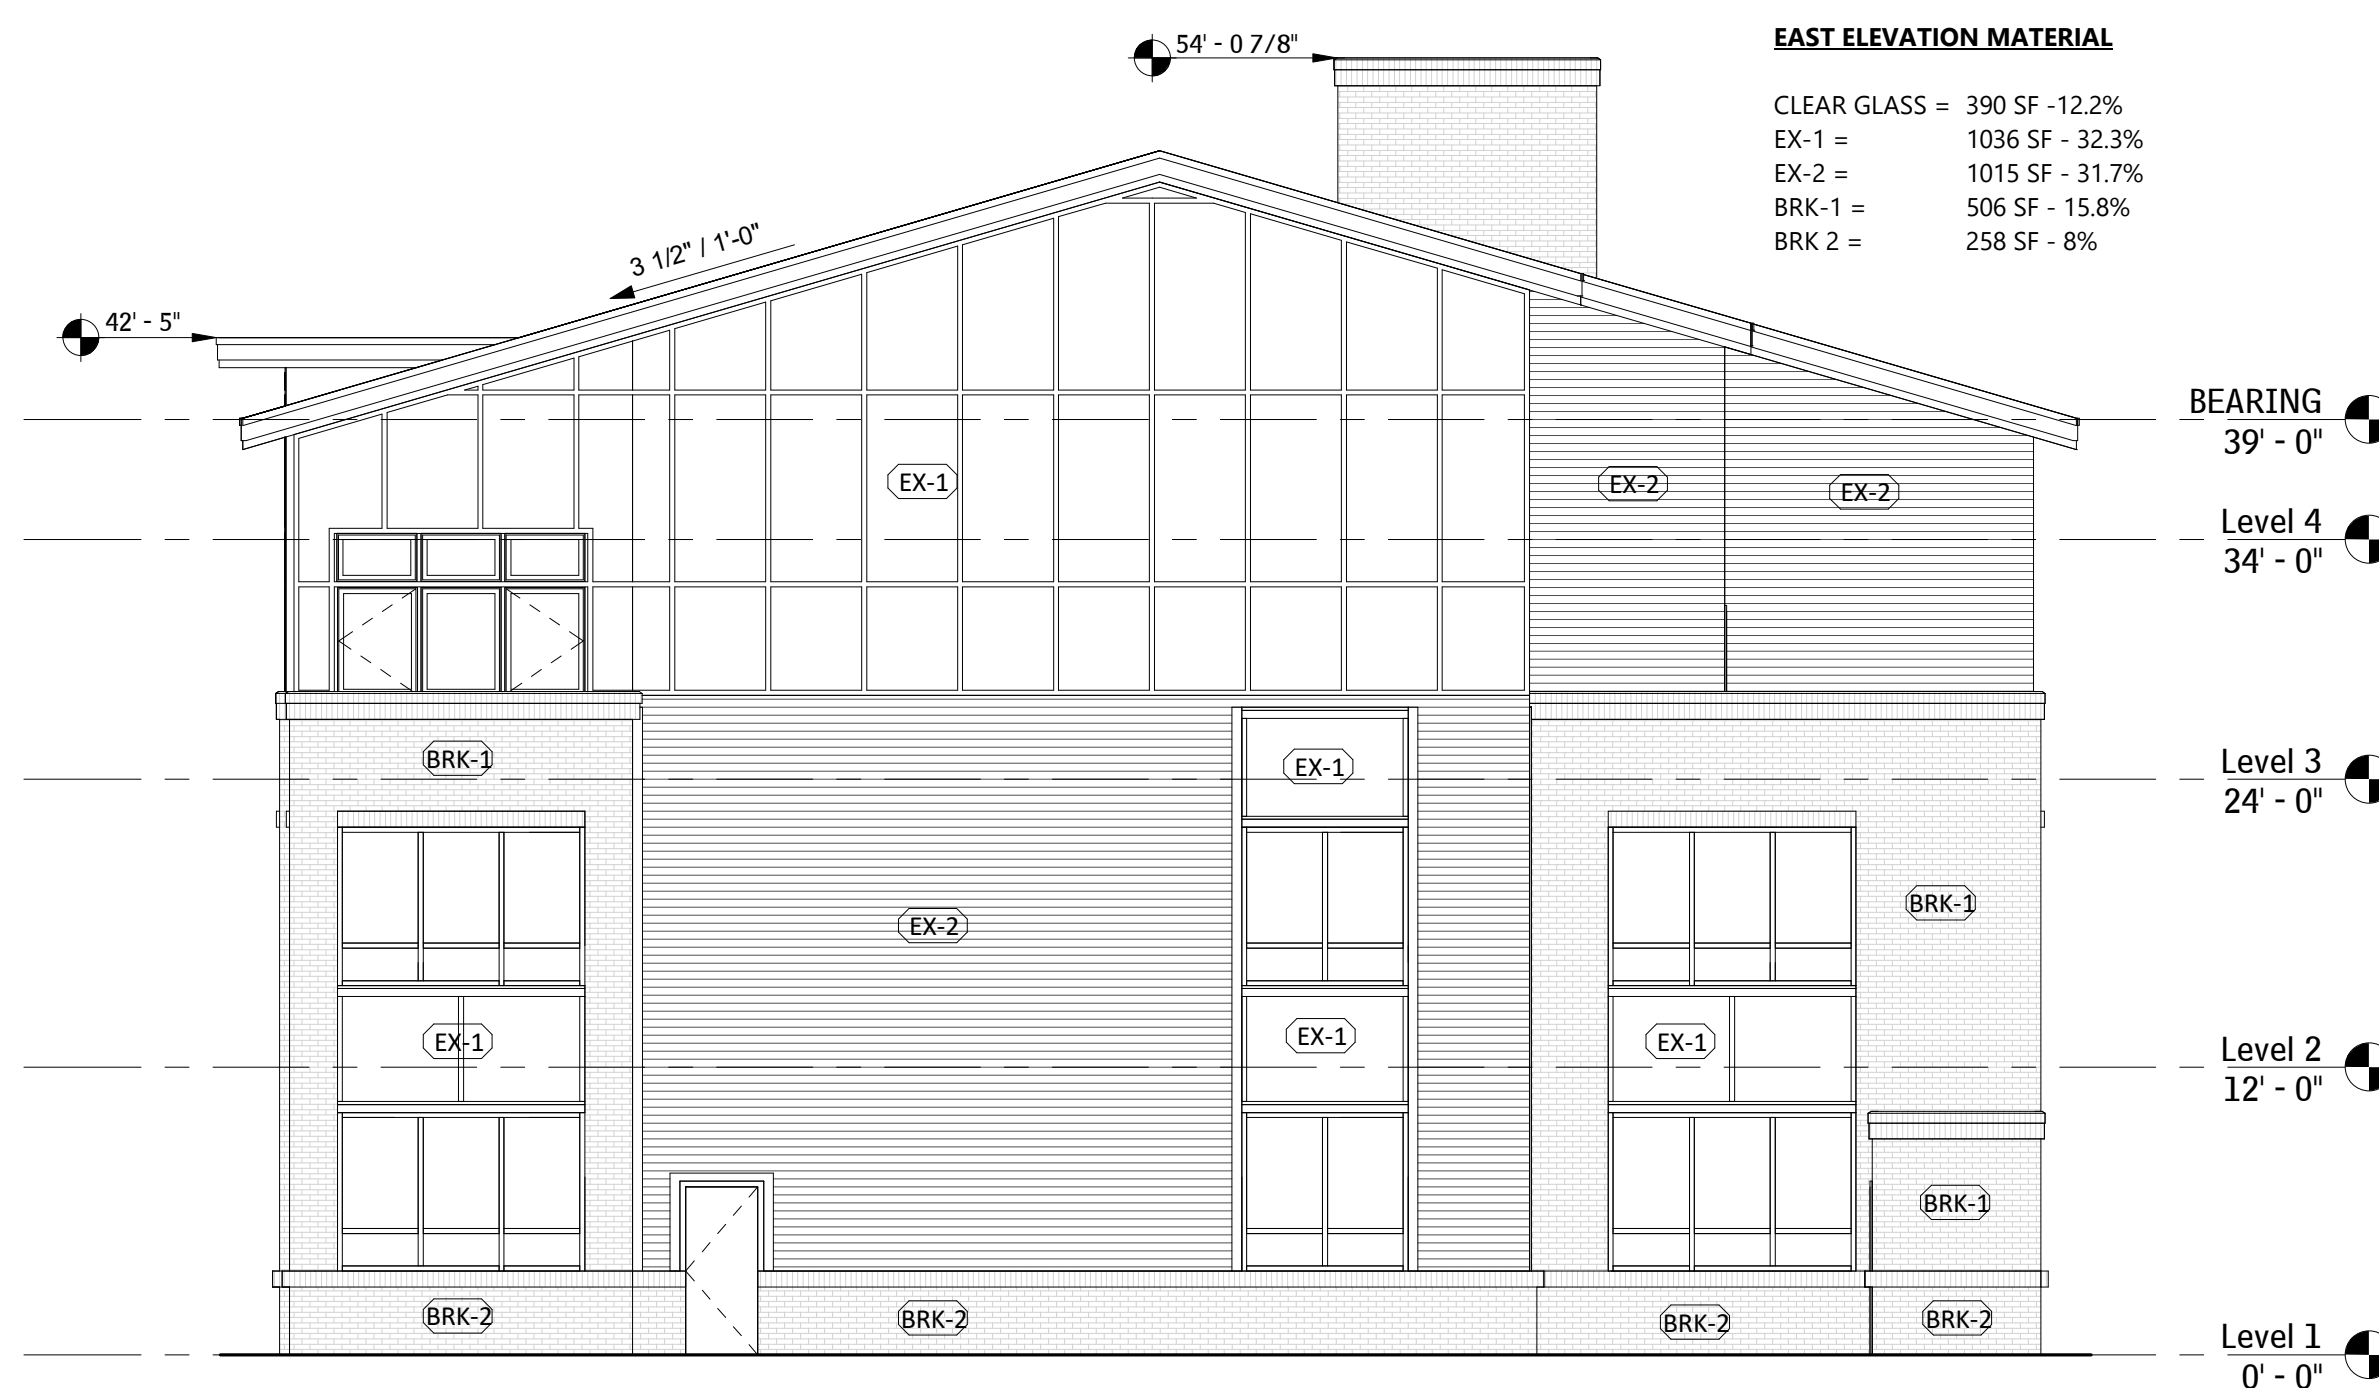 54' - 0 7/8"
EAST ELEVATION MATERIAL
CLEAR GLASS = 390 SF -12.2%
EX-1 = 1036 SF - 32.3%
EX-2 = 1015 SF - 31.7%
BRK-1 = 506 SF - 15.8%
BRK 2 = 258 SF - 8%
3 1/2" / 1'-0"
42' - 5"
BEARING
39' - 0"
EX-1
EX-2
EX-2
Level 4
34' - 0"
BRK-1
EX-1
Level 3
24' - 0"
EX-2
BRK-1
EX-1
EX-1
EX-1
Level 2
12' - 0"
BRK-1
BRK-2
BRK-2
BRK-2
BRK-2
Level 1
0' - 0"